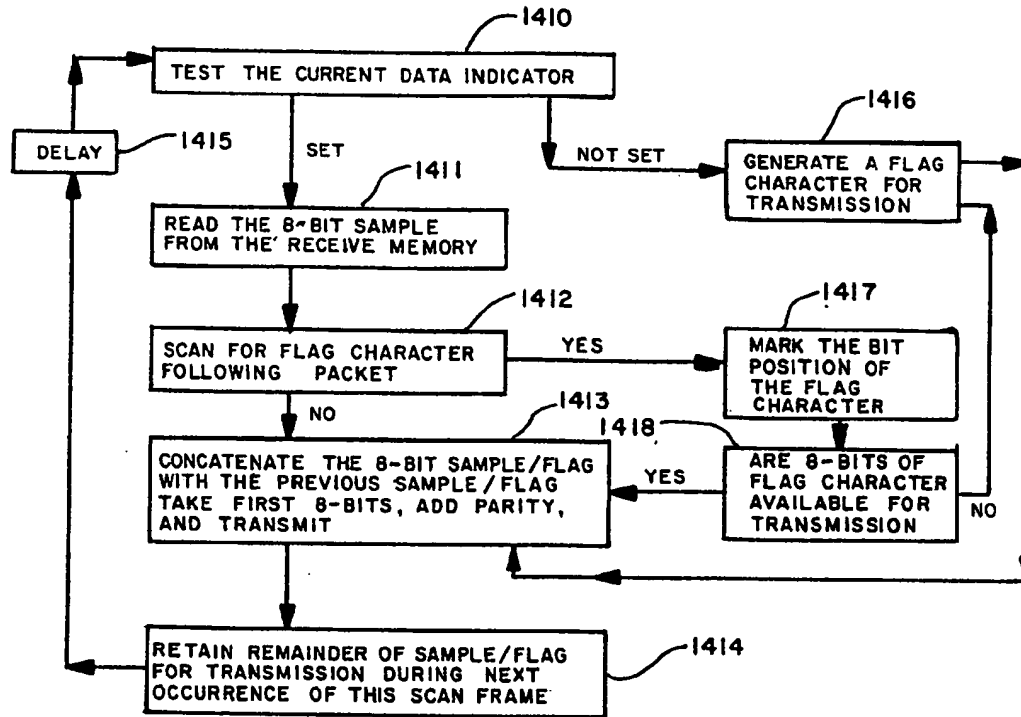 1410
TEST THE CURRENT DATA INDICATOR
1415
DELAY
SET
NOT SET
1416
GENERATE A FLAG
CHARACTER FOR
TRANSMISSION
1411
READ THE 8-BIT SAMPLE
FROM THE RECEIVE MEMORY
1412
SCAN FOR FLAG CHARACTER
FOLLOWING PACKET
YES
1417
MARK THE BIT
POSITION OF
THE FLAG
CHARACTER
NO
1413
CONCATENATE THE 8-BIT SAMPLE/FLAG
WITH THE PREVIOUS SAMPLE/FLAG
TAKE FIRST 8-BITS, ADD PARITY,
AND TRANSMIT
YES
1418
ARE 8-BITS OF
FLAG CHARACTER
AVAILABLE FOR
TRANSMISSION
NO
1414
RETAIN REMAINDER OF SAMPLE/FLAG
FOR TRANSMISSION DURING NEXT
OCCURRENCE OF THIS SCAN FRAME